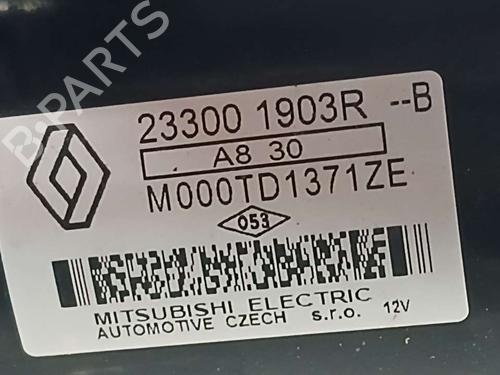 B-PARTS
23300 1903R --B
A8 30
M000TD1371ZE
053
MITSUBISHI ELECTRIC
AUTOMOTIVE CZECH s.r.o. 12V